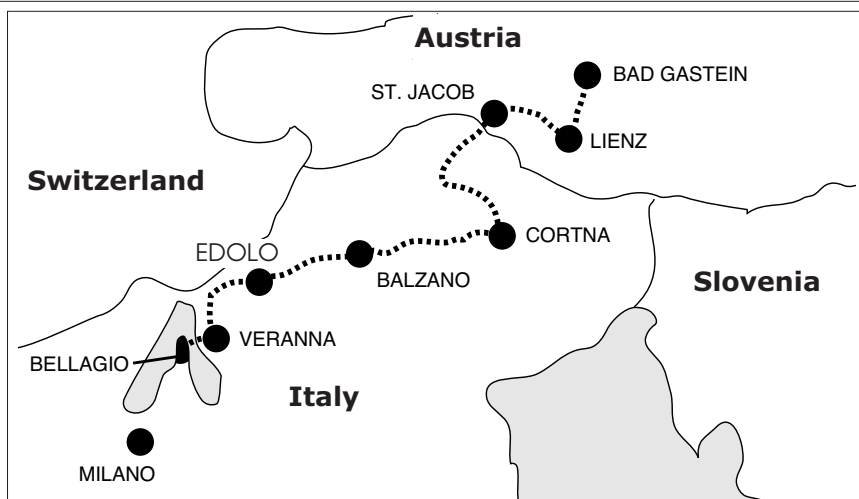 Austria
BAD GASTEIN
ST. JACOB
LIENZ
Switzerland
CORTNA
EDOLO
BALZANO
Slovenia
VERANNA
BELLAGIO
Italy
MILANO